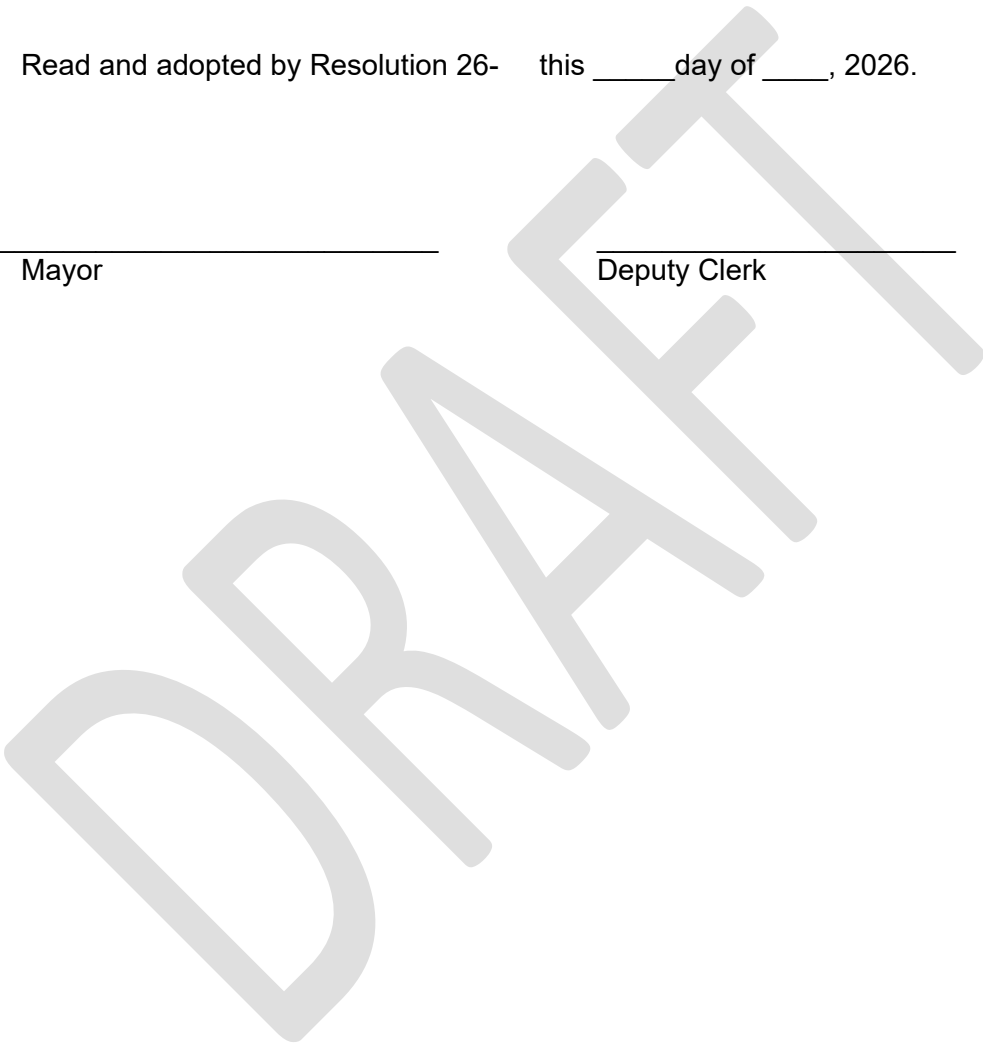 Read and adopted by Resolution 26- this _____day of ____, 2026.
Mayor Deputy Clerk
DRAFT